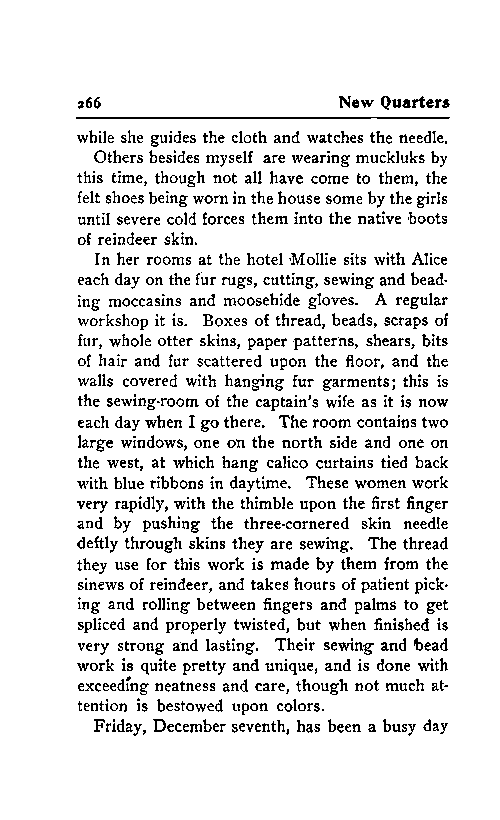 266 New Quarters
while she guides the cloth and watches the needle.
Others besides myself are wearing muckluks by
this time, though not all have come to them, the
felt shoes being worn in the house some by the girls
until severe cold forces them into the native boots
of reindeer skin.
In her rooms at the hotel Mollie sits with Alice
each day on the fur rugs, cutting, sewing and bead-
ing moccasins and moosehide gloves. A regular
workshop it is. Boxes of thread, beads, scraps of
fur, whole otter skins, paper patterns, shears, bits
of hair and fur scattered upon the floor, and the
walls covered with hanging fur garments; this is
the sewing-room of the captain's wife as it is now
each day when I go there. The room contains two
large windows, one on the north side and one on
the west, at which hang calico curtains tied back
with blue ribbons in daytime. These women work
very rapidly, with the thimble upon the first finger
and by pushing the three-cornered skin needle
deftly through skins they are sewing. The thread
they use for this work is made by them from the
sinews of reindeer, and takes hours of patient pick-
ing and rolling between fingers and palms to get
spliced and properly twisted, but when finished is
very strong and lasting. Their sewing and bead
work is quite pretty and unique, and is done with
exceeding neatness and care, though not much at-
tention is bestowed upon colors.
Friday, December seventh, has been a busy day